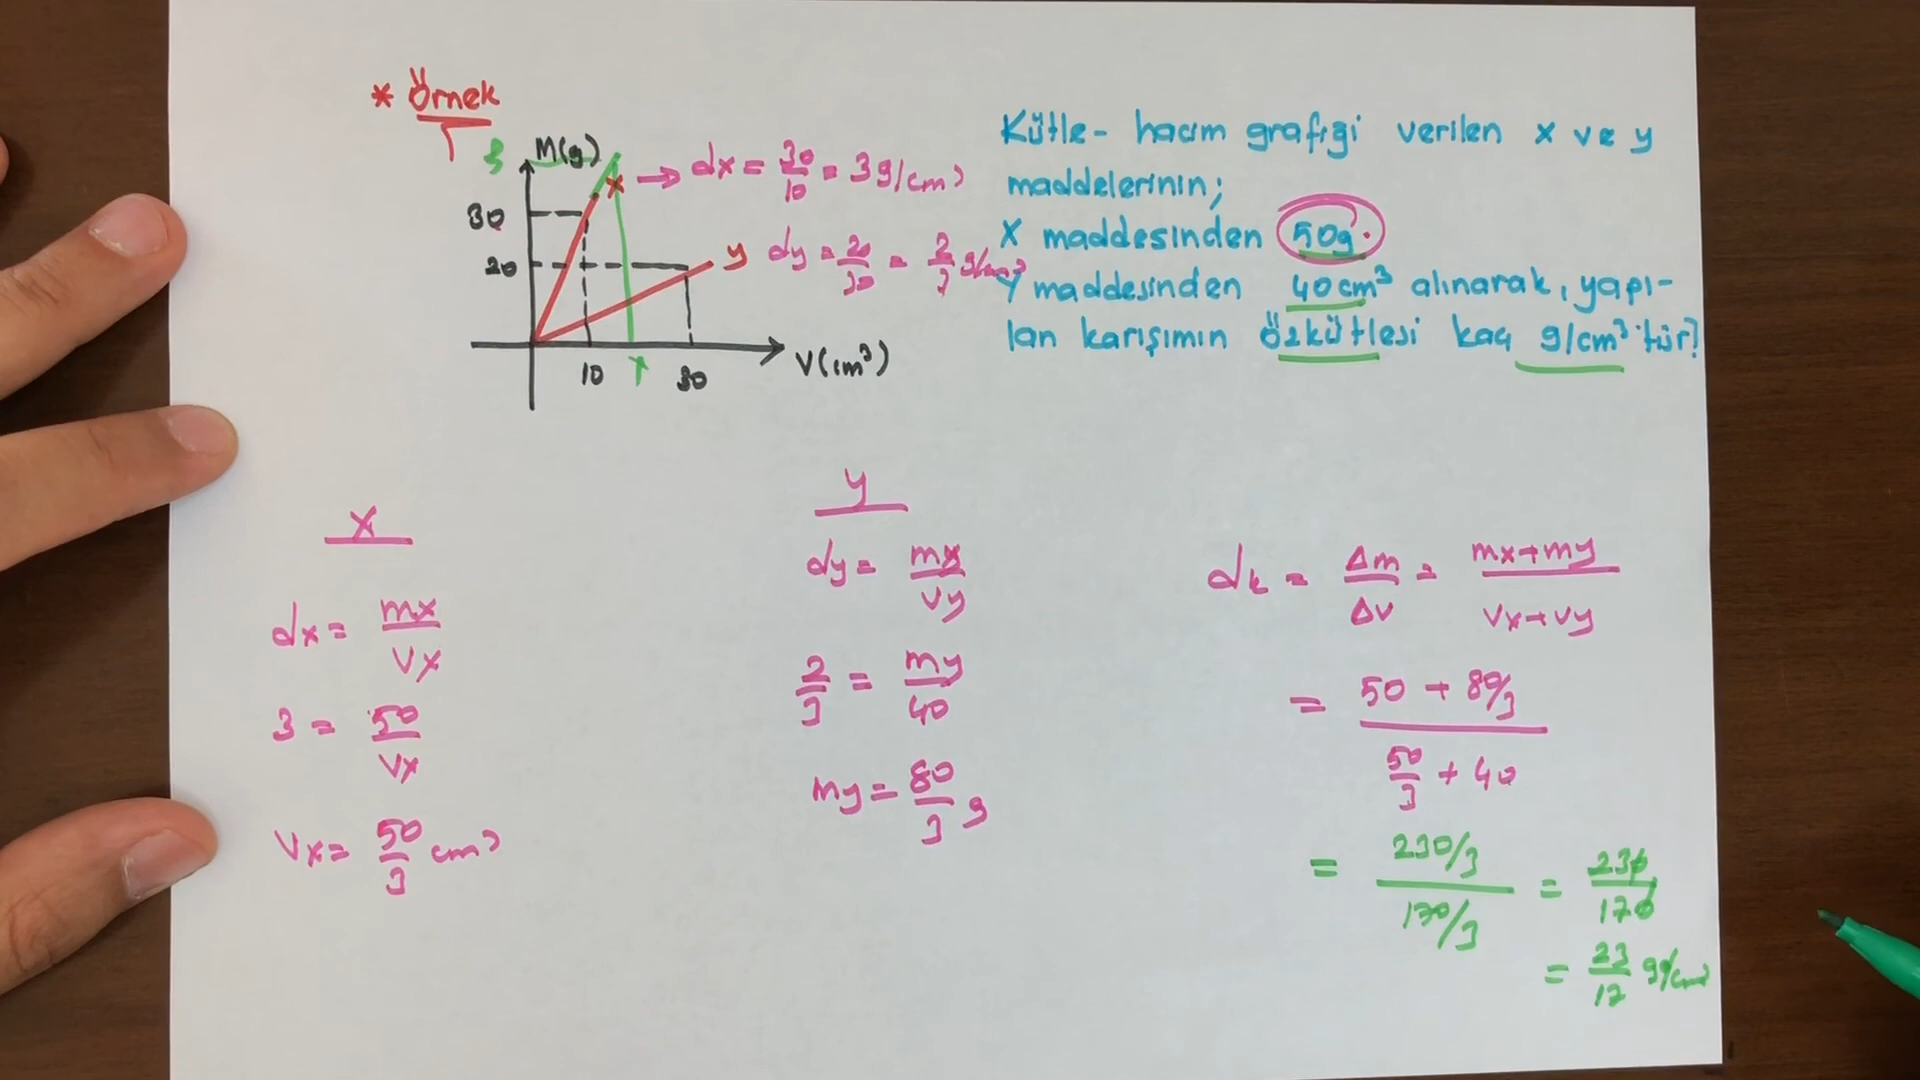 * Örnek
M(g)
30
20
10
30
V(cm³)
x → dx = 30/10 = 3g/cm³
y dy = 20/30 = 2/3 g/cm³
Kütle- hacim grafiği verilen x ve y
maddelerinin;
X maddesinden 50g.
Y maddesinden 40cm³ alınarak, yapı-
lan karışımın Özkütlesi kaç g/cm³'tür?
x
dx = mx/Vx
3 = 50/Vx
Vx = 50/3 cm³
y
dy = mx/Vy
2/3 = my/40
my = 80/3 g
dk = Δm/ΔV = mx+my/Vx+Vy
= 50 + 80/3 / 50/3 + 40
= 230/3 / 170/3 = 230/170
= 23/17 g/cm³